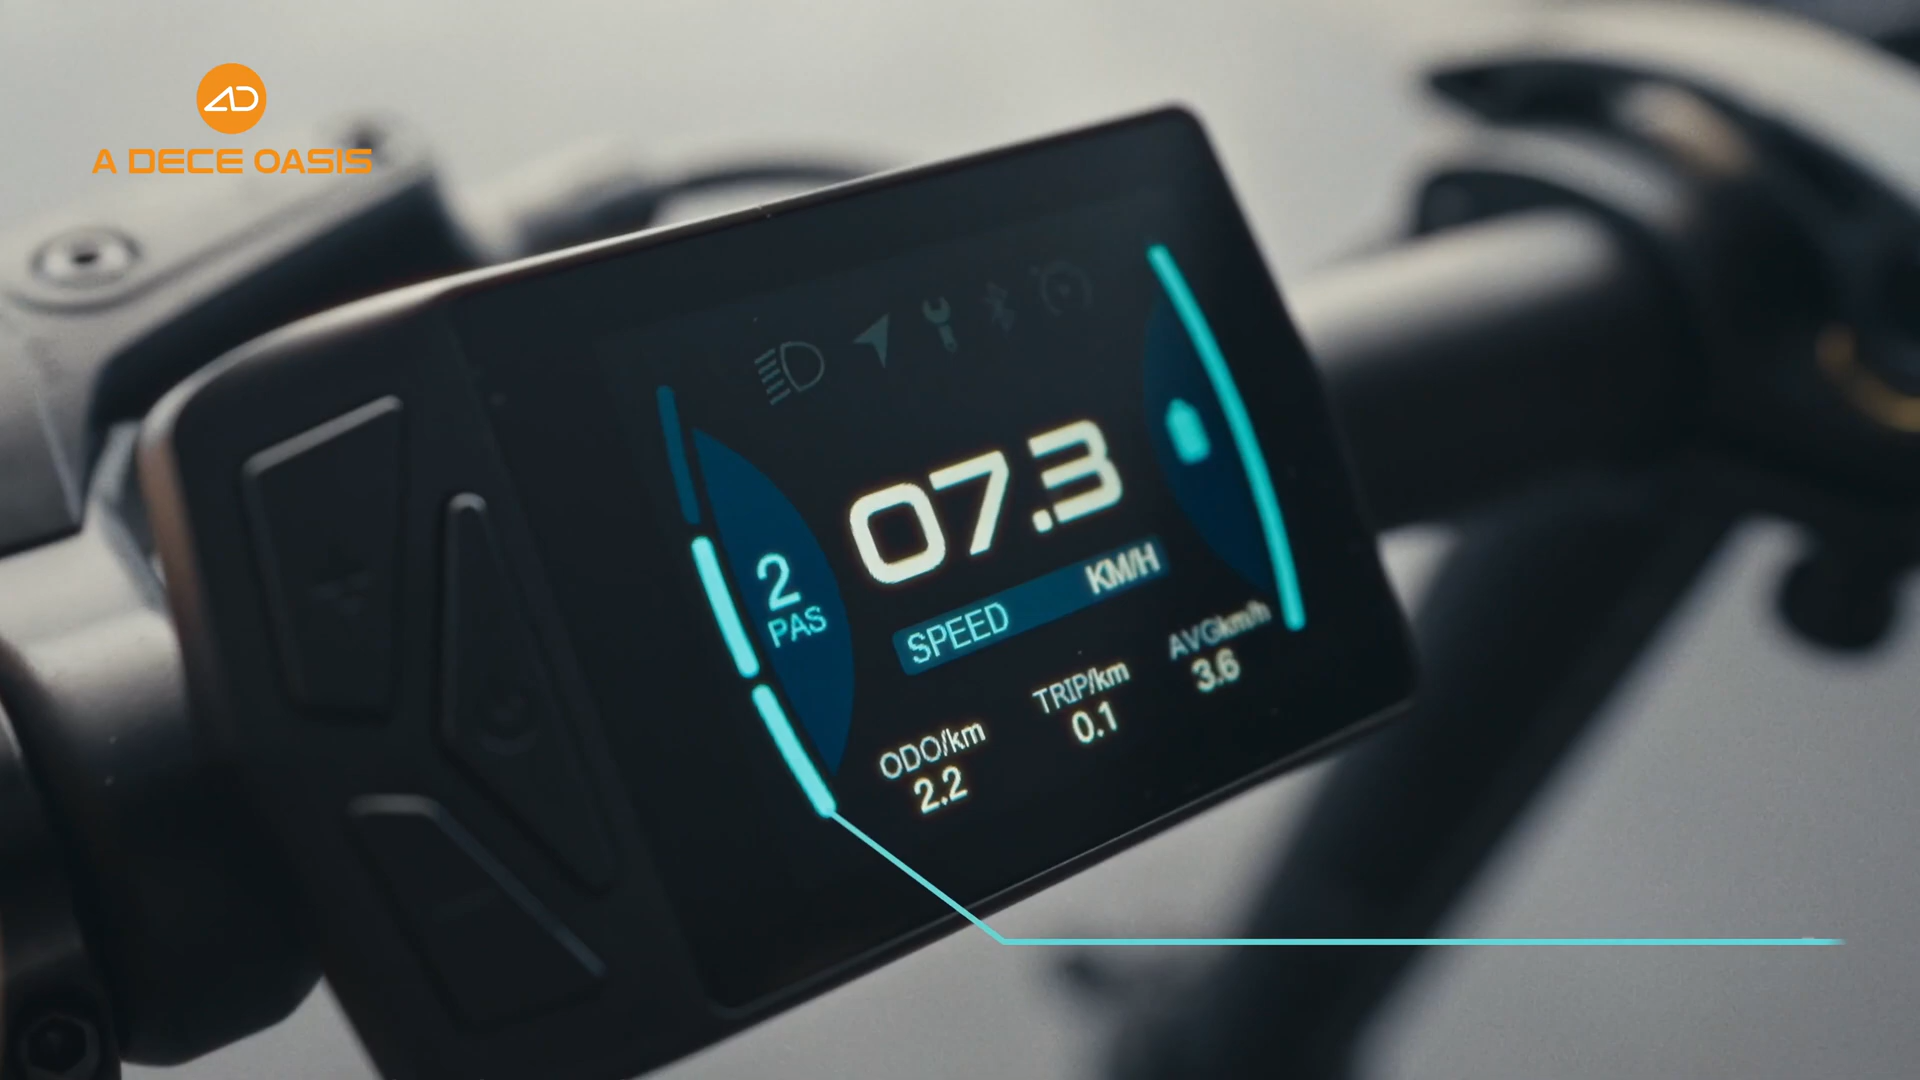 AD
A DECE OASIS
07.3
SPEED KM/H
2
PAS
ODO/km
2.2
TRIP/km
0.1
AVGkm/h
3.6